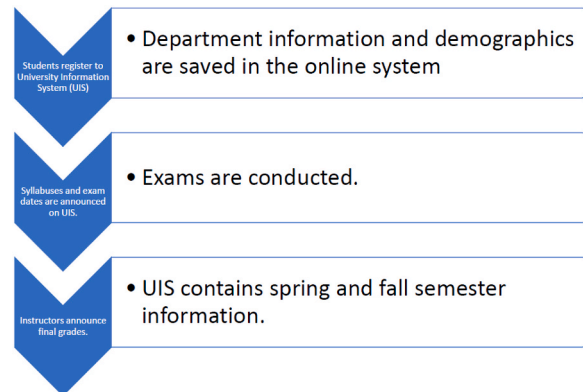 Students register to
University Information
System (UIS)
• Department information and demographics
are saved in the online system
Syllabuses and exam
dates are announced
on UIS.
• Exams are conducted.
Instructors announce
final grades.
• UIS contains spring and fall semester
information.